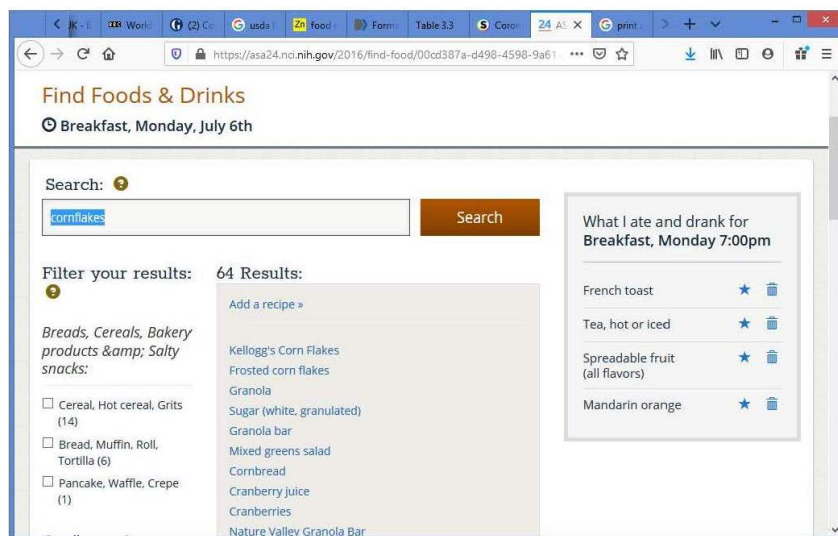 JK - B
World
(2) Co
usda
Zn food
Form
Table 3.3
Coron
24 AS
print
https://asa24.nci.nih.gov/2016/find-food/00cd387a-d498-4598-9a61
Find Foods & Drinks
Breakfast, Monday, July 6th
Search: ?
cornflakes
Search
Filter your results:
?
Breads, Cereals, Bakery
products &amp; Salty
snacks:
Cereal, Hot cereal, Grits
(14)
Bread, Muffin, Roll,
Tortilla (6)
Pancake, Waffle, Crepe
(1)
64 Results:
Add a recipe »
Kellogg's Corn Flakes
Frosted corn flakes
Granola
Sugar (white, granulated)
Granola bar
Mixed greens salad
Cornbread
Cranberry juice
Cranberries
Nature Valley Granola Bar
What I ate and drank for
Breakfast, Monday 7:00pm
French toast
Tea, hot or iced
Spreadable fruit
(all flavors)
Mandarin orange